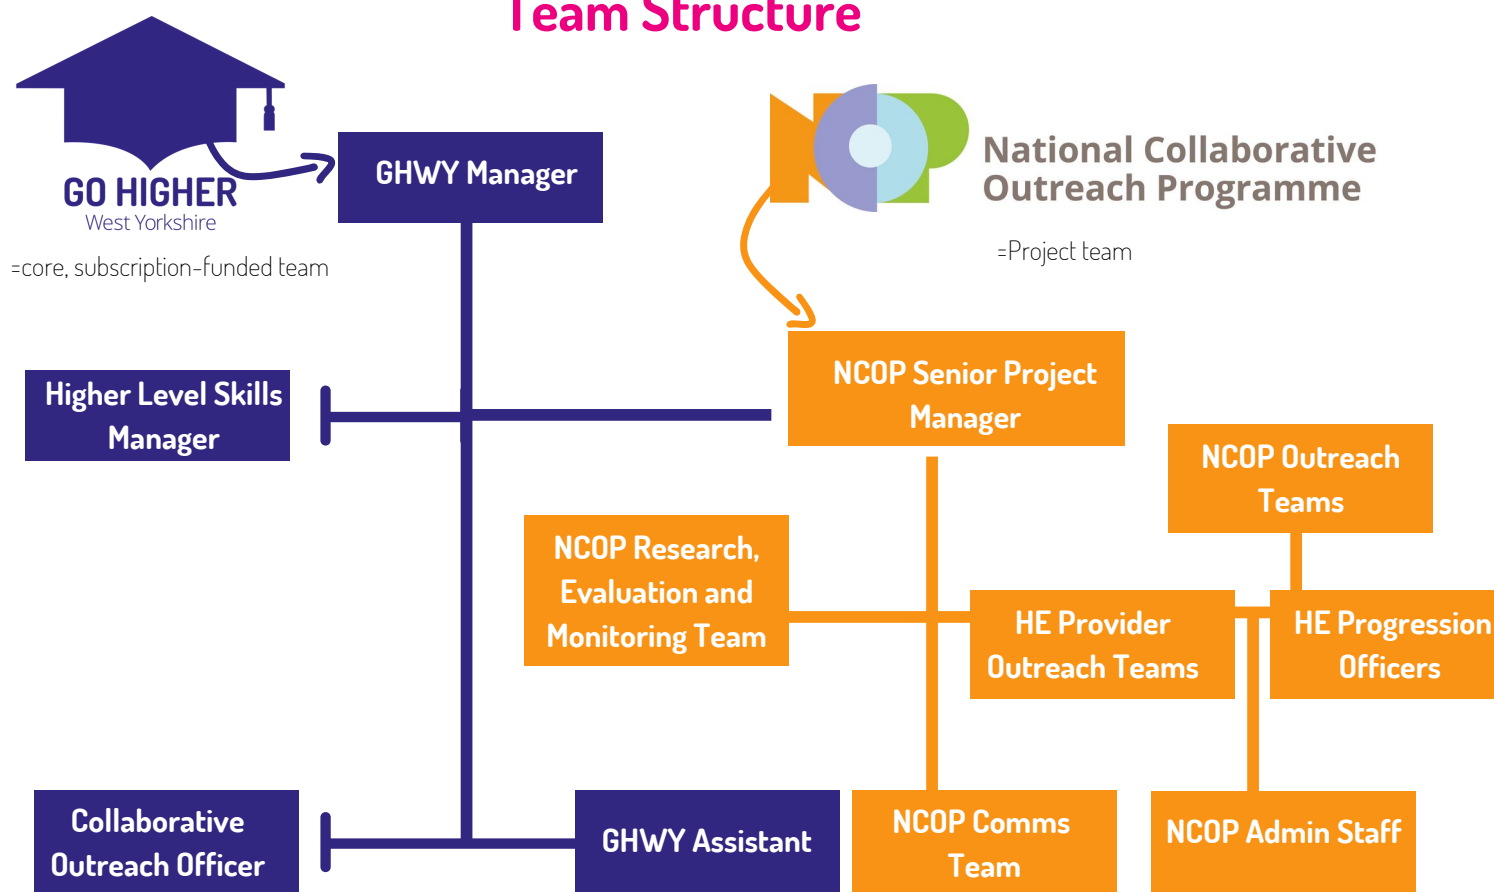 Team Structure
GO HIGHER
West Yorkshire
=core, subscription-funded team
GHWY Manager
National Collaborative
Outreach Programme
=Project team
Higher Level Skills
Manager
NCOP Senior Project
Manager
NCOP Outreach
Teams
NCOP Research,
Evaluation and
Monitoring Team
HE Provider
Outreach Teams
HE Progression
Officers
Collaborative
Outreach Officer
GHWY Assistant
NCOP Comms
Team
NCOP Admin Staff